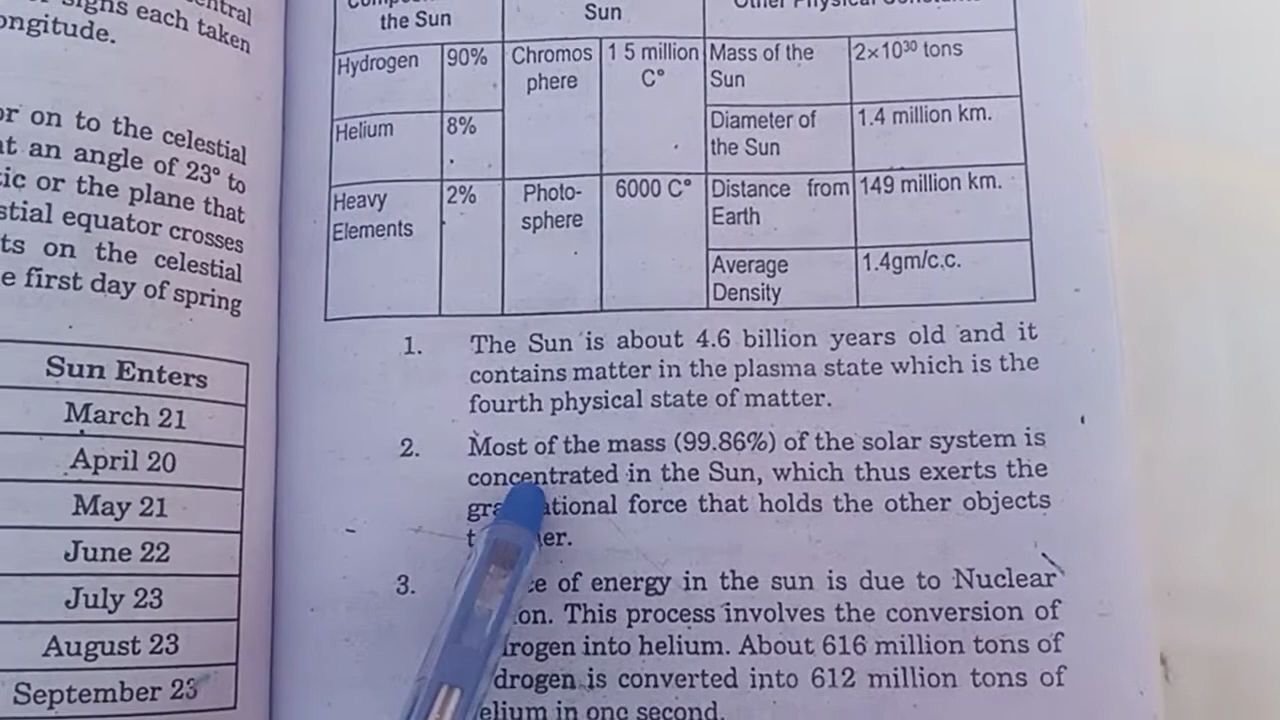 signs each taken
ongitude.
or on to the celestial
at an angle of 23° to
tic or the plane that
stial equator crosses
ts on the celestial
e first day of spring
Sun Enters
March 21
April 20
May 21
June 22
July 23
August 23
September 23
the Sun
Sun
Hydrogen 90% Chromos 1 5 million Mass of the 2×10³⁰ tons
phere C° Sun
Helium 8% Diameter of 1.4 million km.
the Sun
Heavy 2% Photo- 6000 C° Distance from 149 million km.
Elements sphere Earth
Average 1.4gm/c.c.
Density
1. The Sun is about 4.6 billion years old and it
contains matter in the plasma state which is the
fourth physical state of matter.
2. Most of the mass (99.86%) of the solar system is
concentrated in the Sun, which thus exerts the
force that holds the other objects
3. of energy in the sun is due to Nuclear
This process involves the conversion of
into helium. About 616 million tons of
is converted into 612 million tons of
in one second.